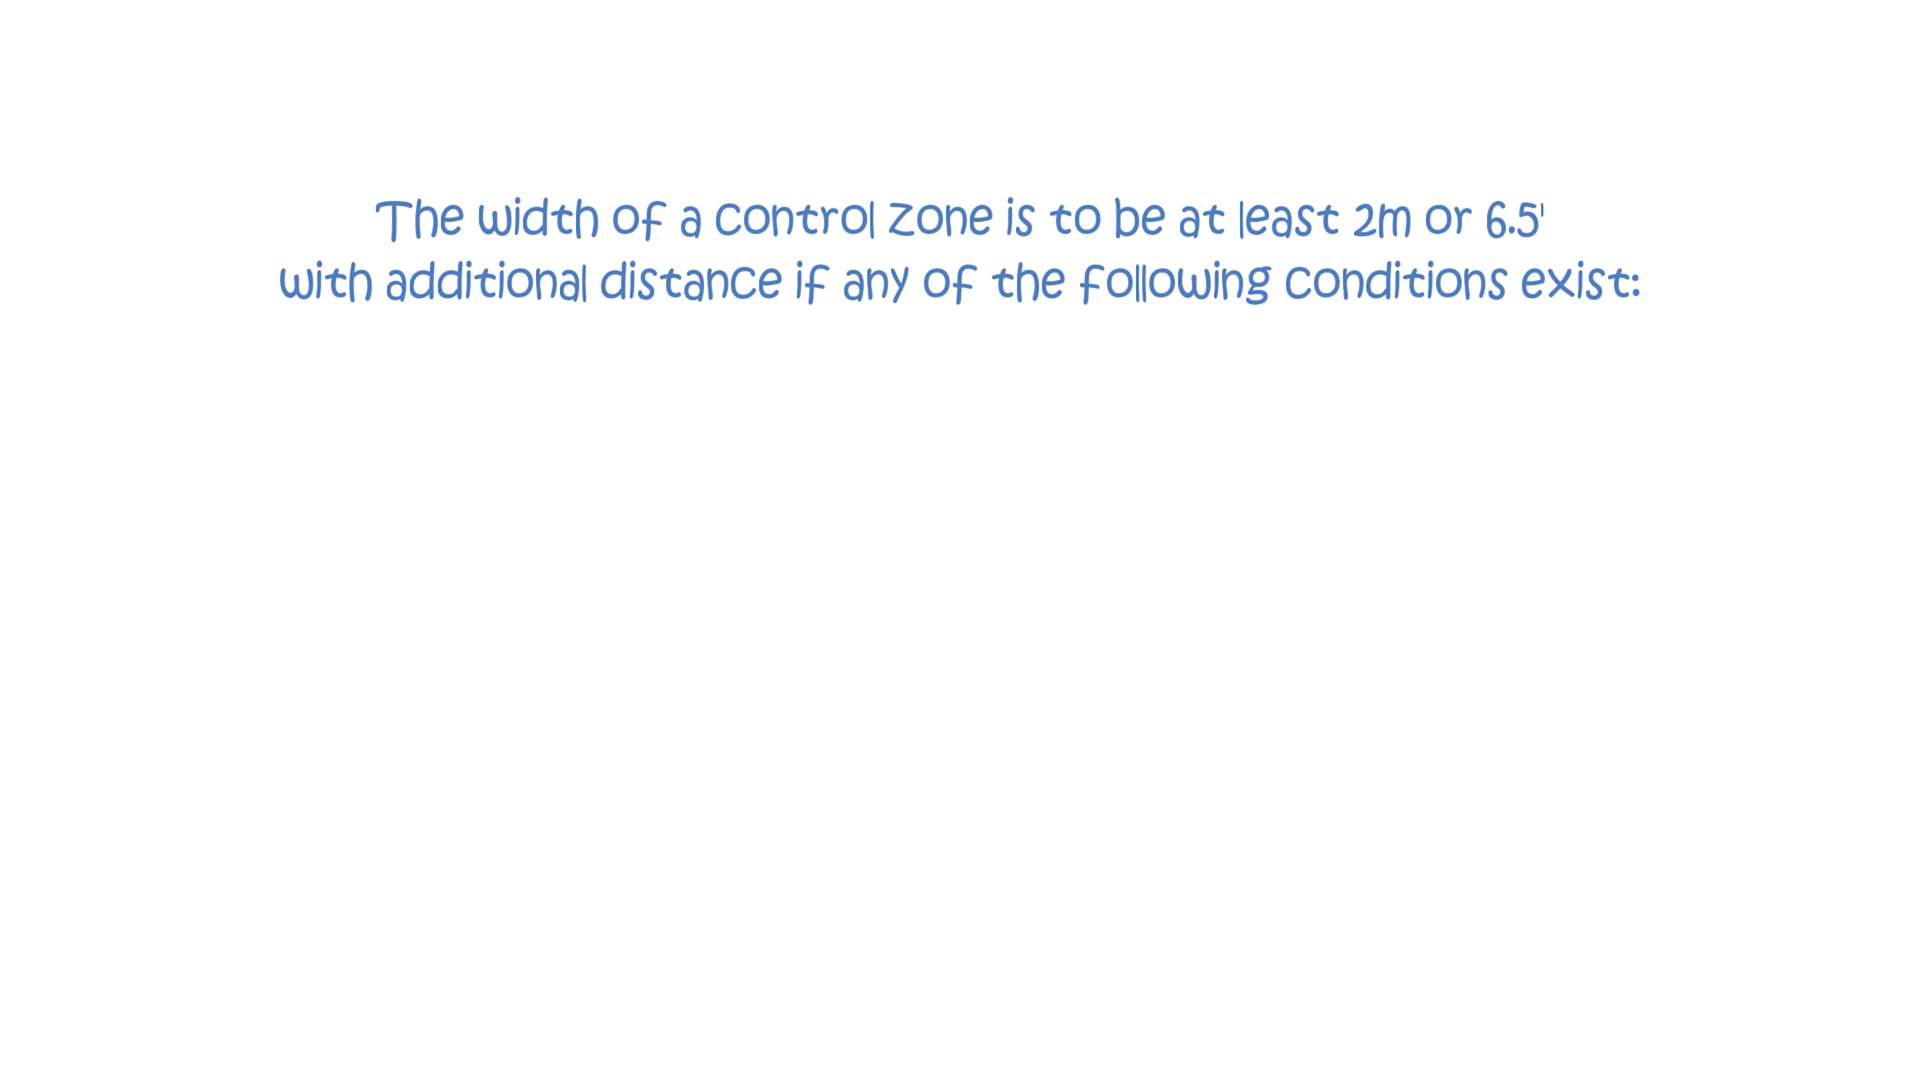 The width of a control zone is to be at least 2m or 6.5'
with additional distance if any of the following conditions exist: